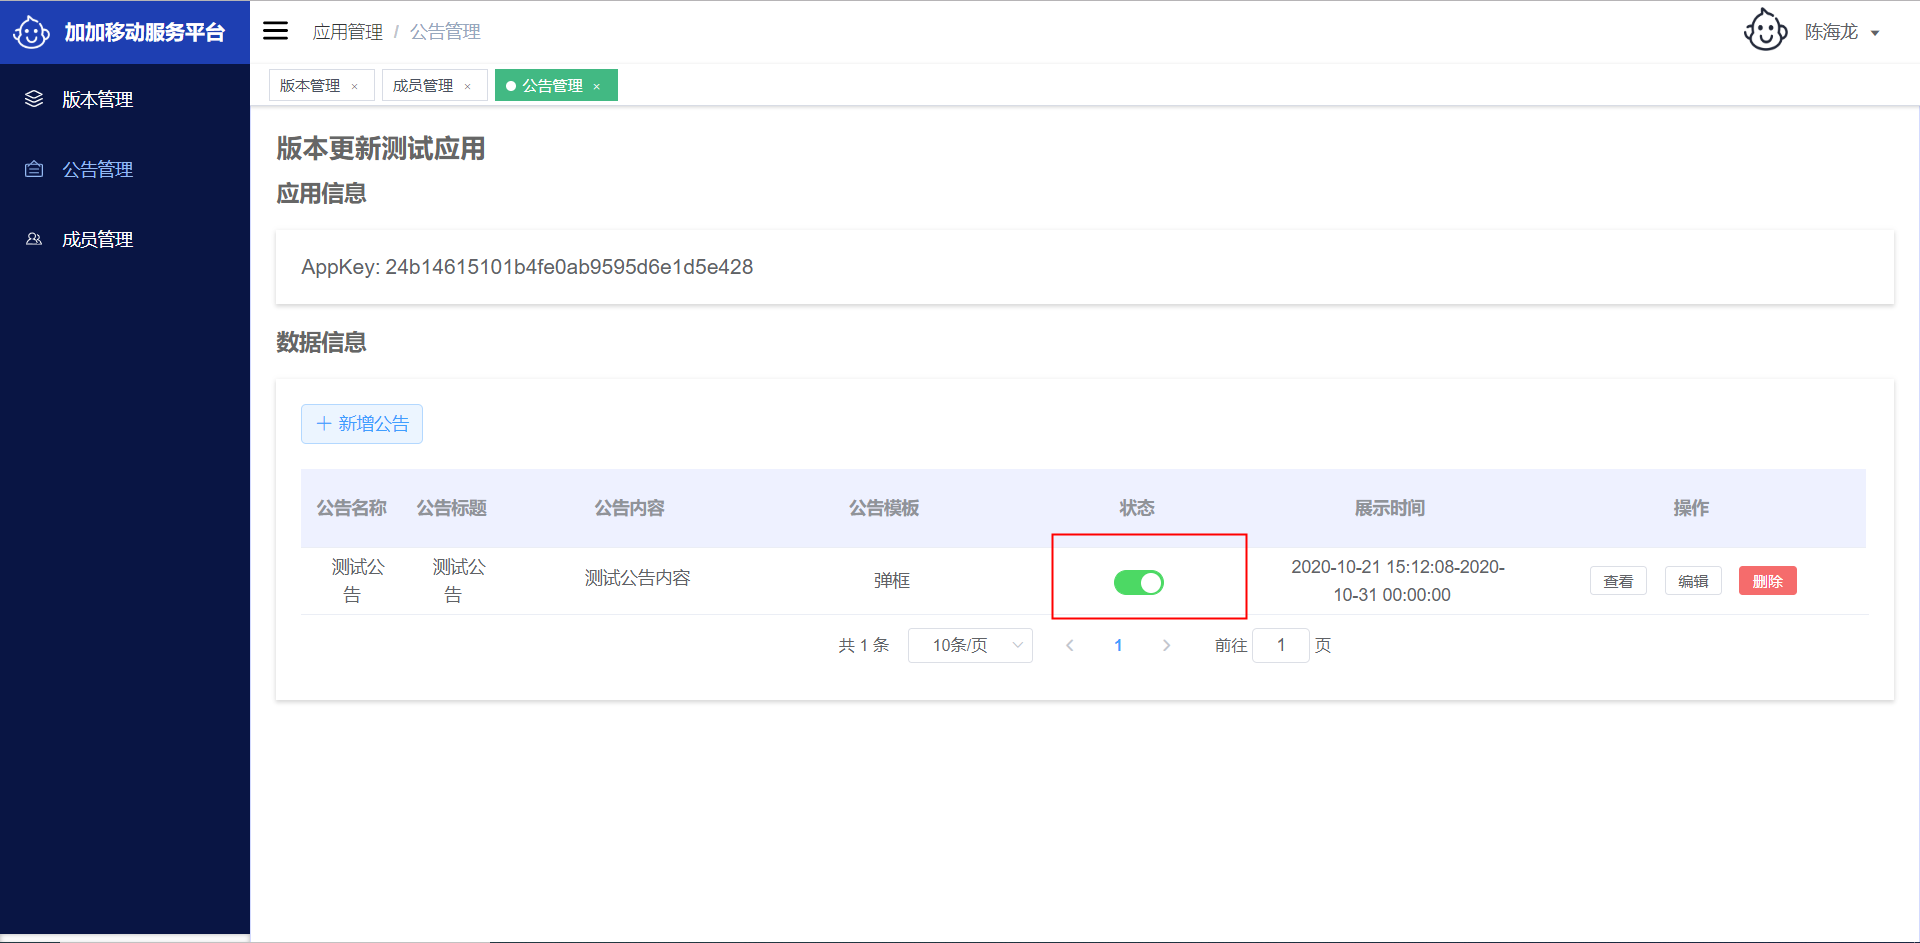 加加移动服务平台
应用管理 / 公告管理
陈海龙
版本管理 ×
成员管理 ×
公告管理 ×
版本管理
公告管理
成员管理
版本更新测试应用
应用信息
AppKey: 24b14615101b4fe0ab9595d6e1d5e428
数据信息
+ 新增公告
公告名称 公告标题 公告内容 公告模板 状态 展示时间 操作
测试公
告
测试公
告
测试公告内容
弹框
2020-10-21 15:12:08-2020-
10-31 00:00:00
查看 编辑 删除
共 1 条 10条/页 1 前往 1 页